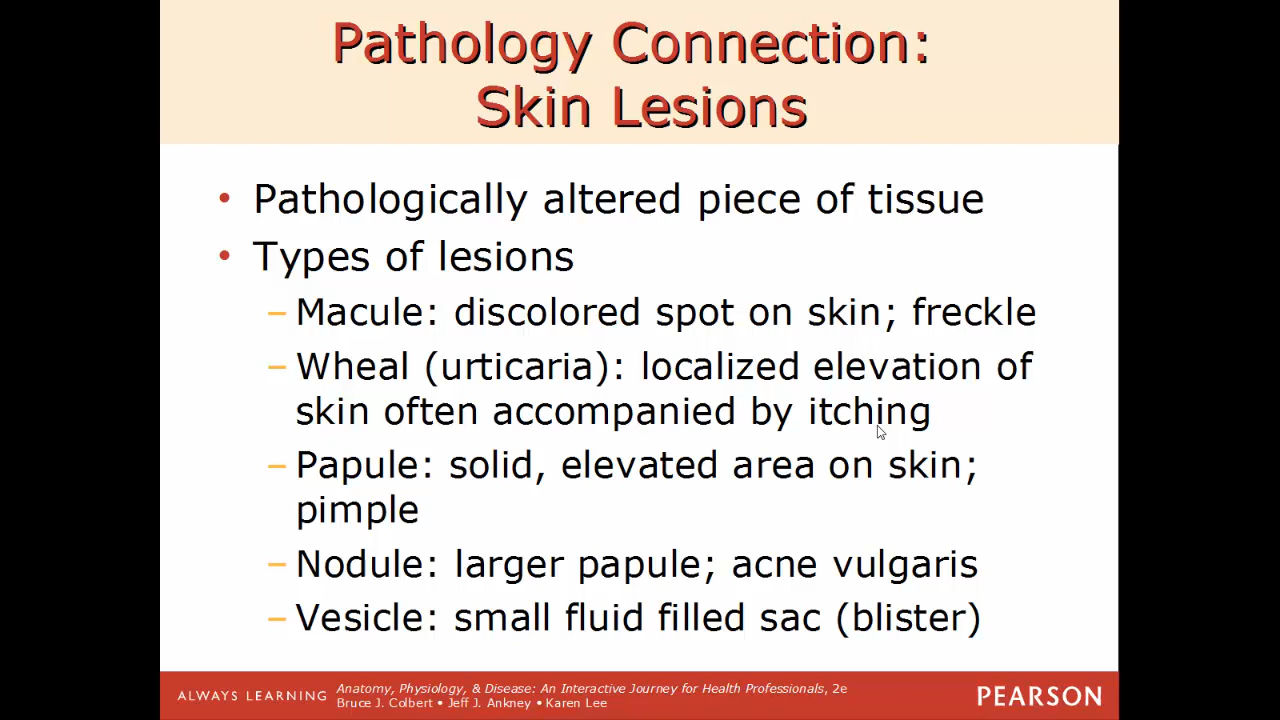 Pathology Connection:
Skin Lesions
• Pathologically altered piece of tissue
• Types of lesions
– Macule: discolored spot on skin; freckle
– Wheal (urticaria): localized elevation of
skin often accompanied by itching
– Papule: solid, elevated area on skin;
pimple
– Nodule: larger papule; acne vulgaris
– Vesicle: small fluid filled sac (blister)
ALWAYS LEARNING
Anatomy, Physiology, & Disease: An Interactive Journey for Health Professionals, 2e
Bruce J. Colbert • Jeff J. Ankney • Karen Lee
PEARSON